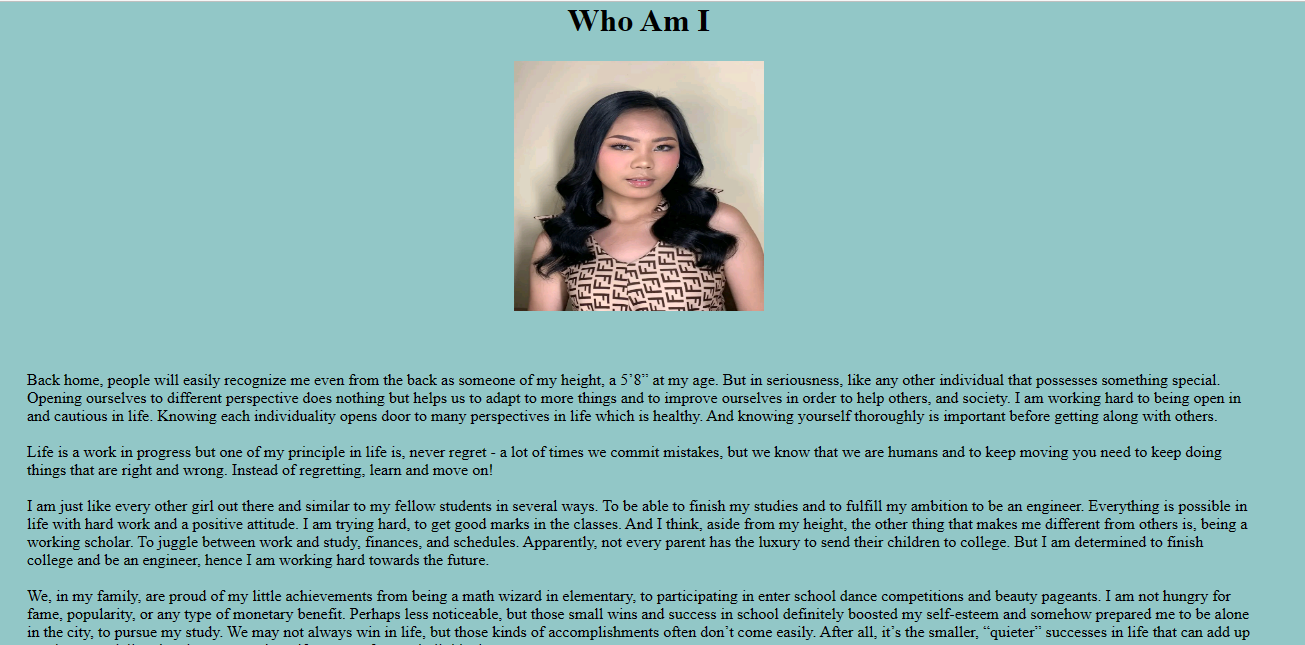 Who Am I
Back home, people will easily recognize me even from the back as someone of my height, a 5’8” at my age. But in seriousness, like any other individual that possesses something special.
Opening ourselves to different perspective does nothing but helps us to adapt to more things and to improve ourselves in order to help others, and society. I am working hard to being open in
and cautious in life. Knowing each individuality opens door to many perspectives in life which is healthy. And knowing yourself thoroughly is important before getting along with others.
Life is a work in progress but one of my principle in life is, never regret - a lot of times we commit mistakes, but we know that we are humans and to keep moving you need to keep doing
things that are right and wrong. Instead of regretting, learn and move on!
I am just like every other girl out there and similar to my fellow students in several ways. To be able to finish my studies and to fulfill my ambition to be an engineer. Everything is possible in
life with hard work and a positive attitude. I am trying hard, to get good marks in the classes. And I think, aside from my height, the other thing that makes me different from others is, being a
working scholar. To juggle between work and study, finances, and schedules. Apparently, not every parent has the luxury to send their children to college. But I am determined to finish
college and be an engineer, hence I am working hard towards the future.
We, in my family, are proud of my little achievements from being a math wizard in elementary, to participating in enter school dance competitions and beauty pageants. I am not hungry for
fame, popularity, or any type of monetary benefit. Perhaps less noticeable, but those small wins and success in school definitely boosted my self-esteem and somehow prepared me to be alone
in the city, to pursue my study. We may not always win in life, but those kinds of accomplishments often don’t come easily. After all, it’s the smaller, “quieter” successes in life that can add up